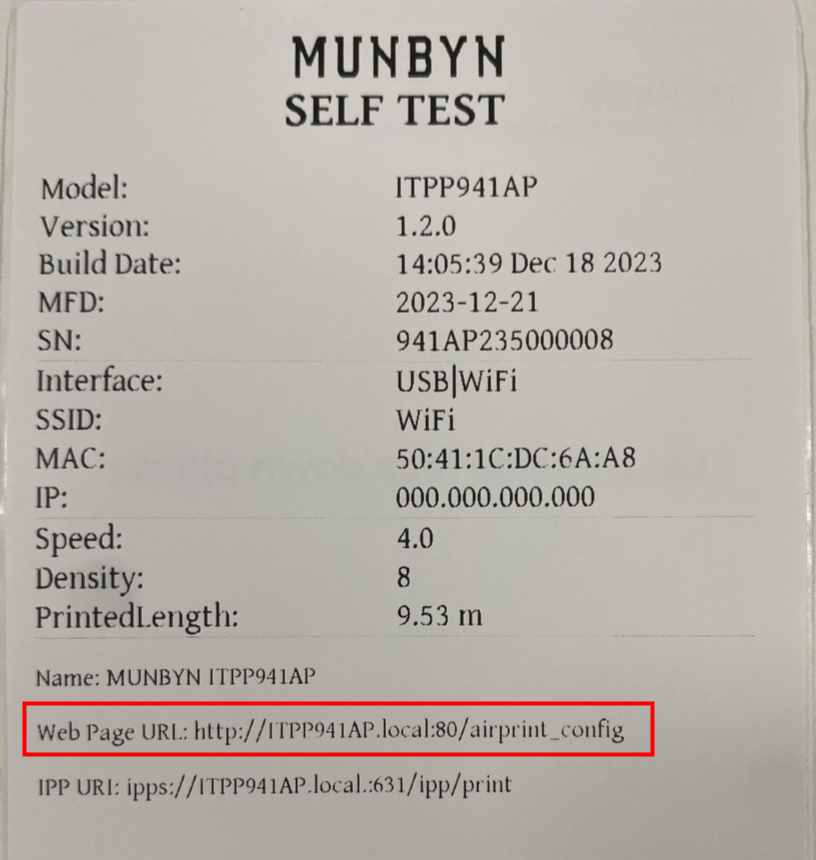 MUNBYN
SELF TEST
Model: ITPP941AP
Version: 1.2.0
Build Date: 14:05:39 Dec 18 2023
MFD: 2023-12-21
SN: 941AP235000008
Interface: USB|WiFi
SSID: WiFi
MAC: 50:41:1C:DC:6A:A8
IP: 000.000.000.000
Speed: 4.0
Density: 8
PrintedLength: 9.53 m
Name: MUNBYN ITPP941AP
Web Page URL: http://ITPP941AP.local:80/airprint_config
IPP URI: ipps://ITPP941AP.local.:631/ipp/print